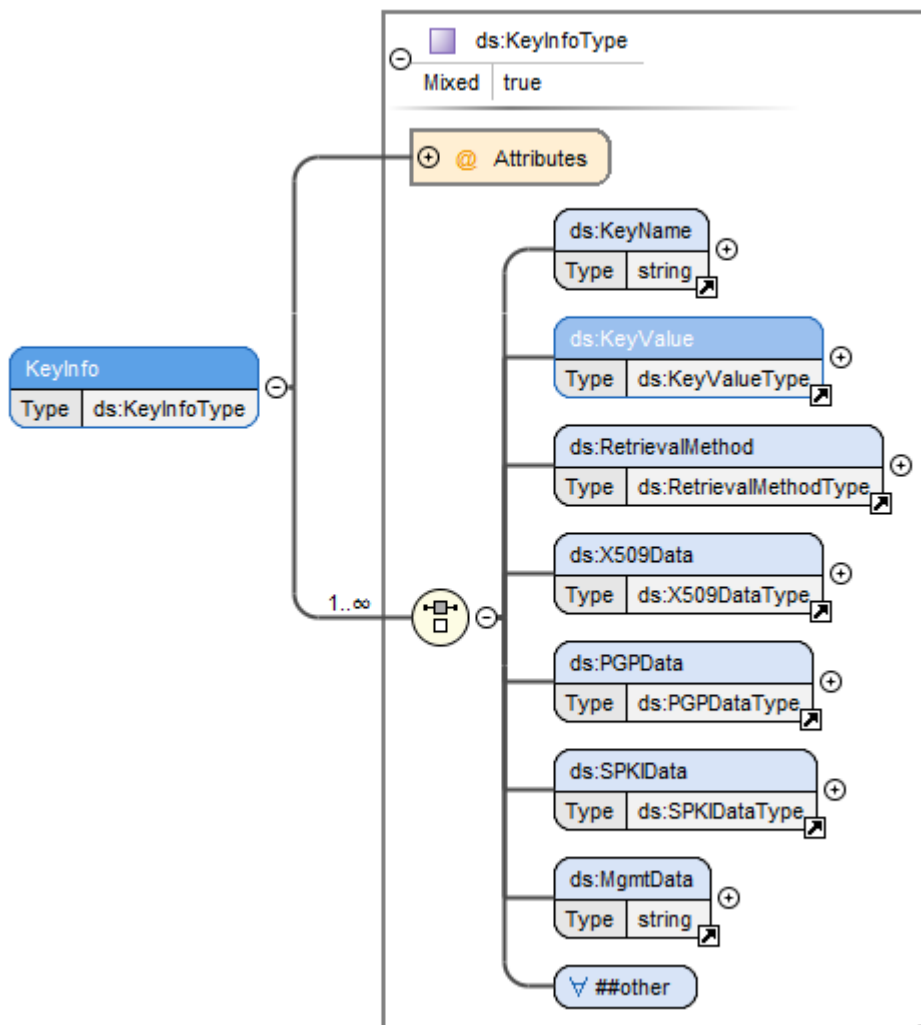 ds:KeyInfoType
Mixed true
@ Attributes
ds:KeyName
Type string
ds:KeyValue
Type ds:KeyValueType
KeyInfo
Type ds:KeyInfoType
ds:RetrievalMethod
Type ds:RetrievalMethodType
ds:X509Data
Type ds:X509DataType
1..∞
ds:PGPData
Type ds:PGPDataType
ds:SPKIData
Type ds:SPKIDataType
ds:MgmtData
Type string
∀ ##other